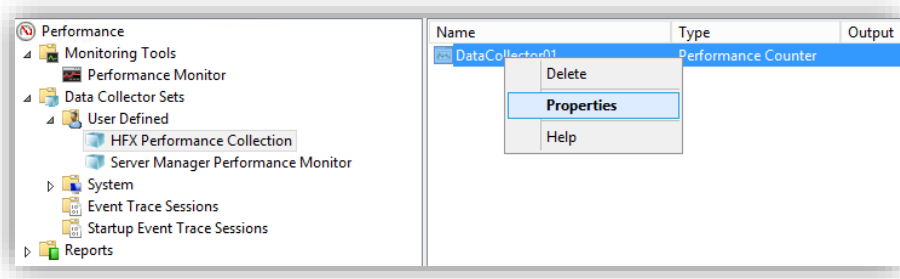 Performance
Monitoring Tools
Performance Monitor
Data Collector Sets
User Defined
HFX Performance Collection
Server Manager Performance Monitor
System
Event Trace Sessions
Startup Event Trace Sessions
Reports
Name Type Output
DataCollector01 Performance Counter
Delete
Properties
Help